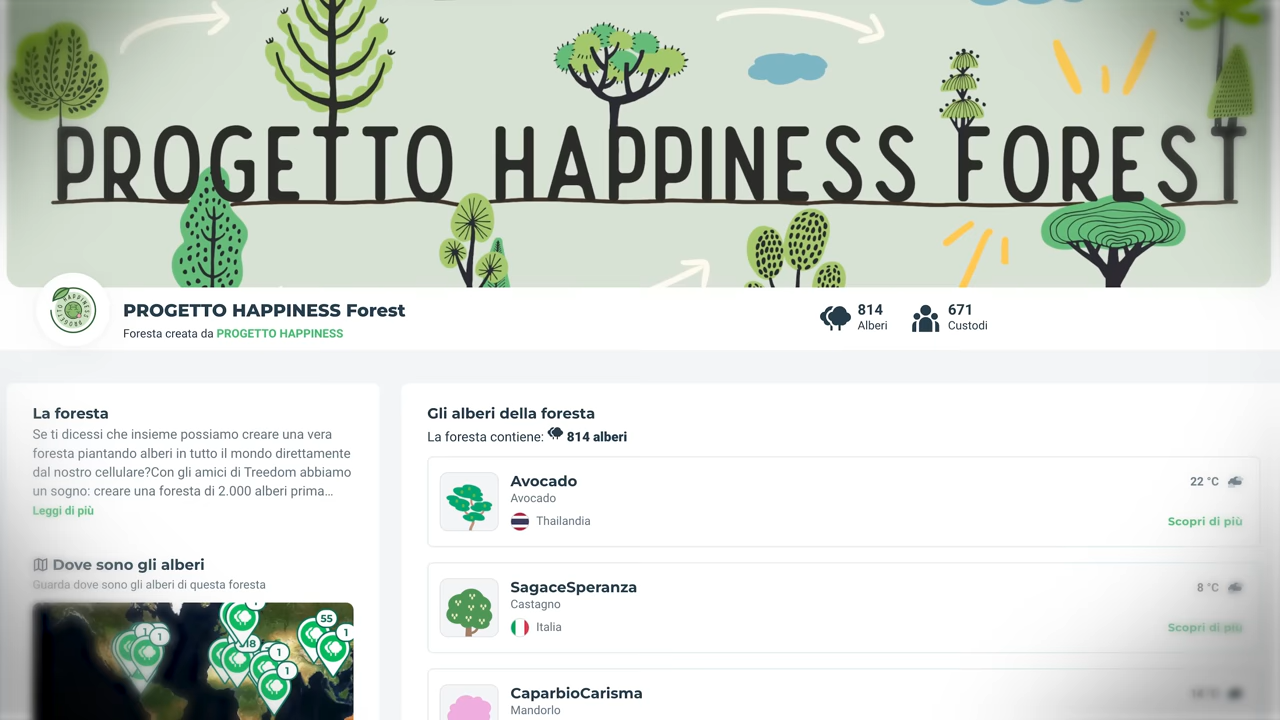 PROGETTO HAPPINESS FOREST
PROGETTO HAPPINESS Forest
Foresta creata da PROGETTO HAPPINESS
814
Alberi
671
Custodi
La foresta
Se ti dicessi che insieme possiamo creare una vera
foresta piantando alberi in tutto il mondo direttamente
dal nostro cellulare?Con gli amici di Treedom abbiamo
un sogno: creare una foresta di 2.000 alberi prima...
Leggi di più
Dove sono gli alberi
Guarda dove sono gli alberi di questa foresta
1
1
1
55
1
1
1
Gli alberi della foresta
La foresta contiene: 814 alberi
Avocado
Avocado
Thailandia
22 °C
Scopri di più
SagaceSperanza
Castagno
Italia
8 °C
Scopri di più
CaparbioCarisma
Mandorlo